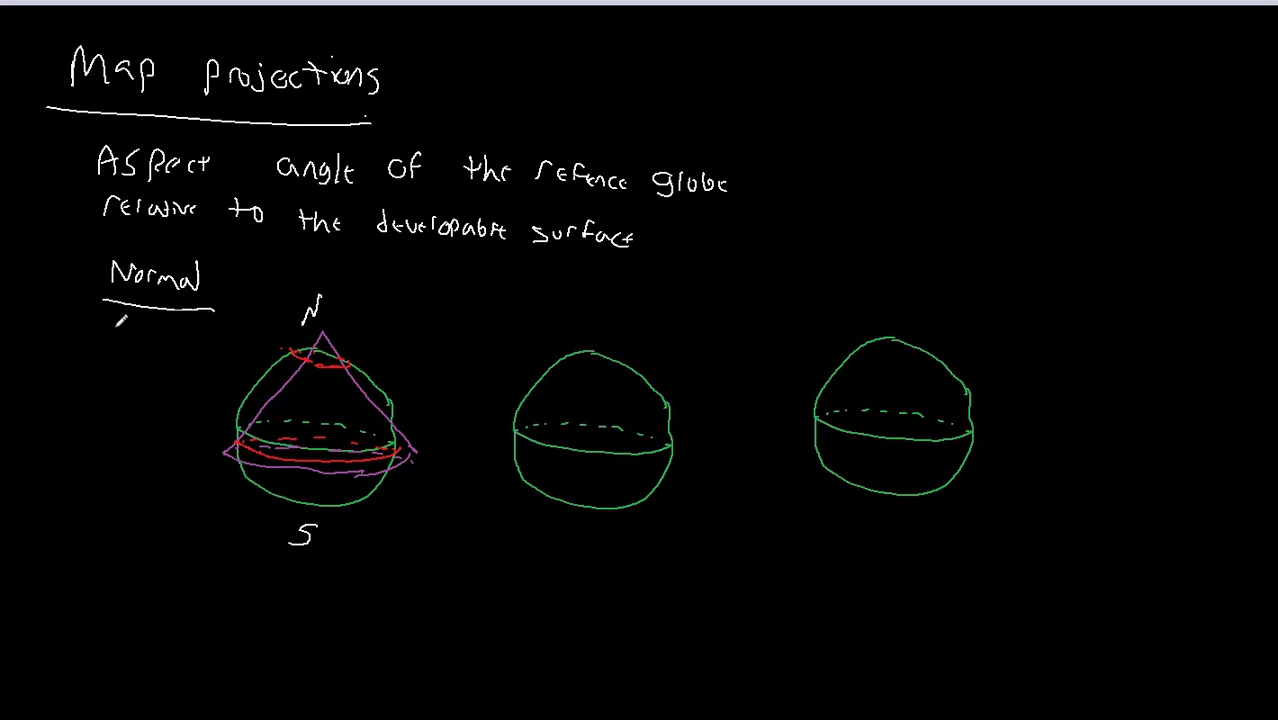 Map projections
Aspect angle of the refence globe
relative to the developable surface
Normal
N
S